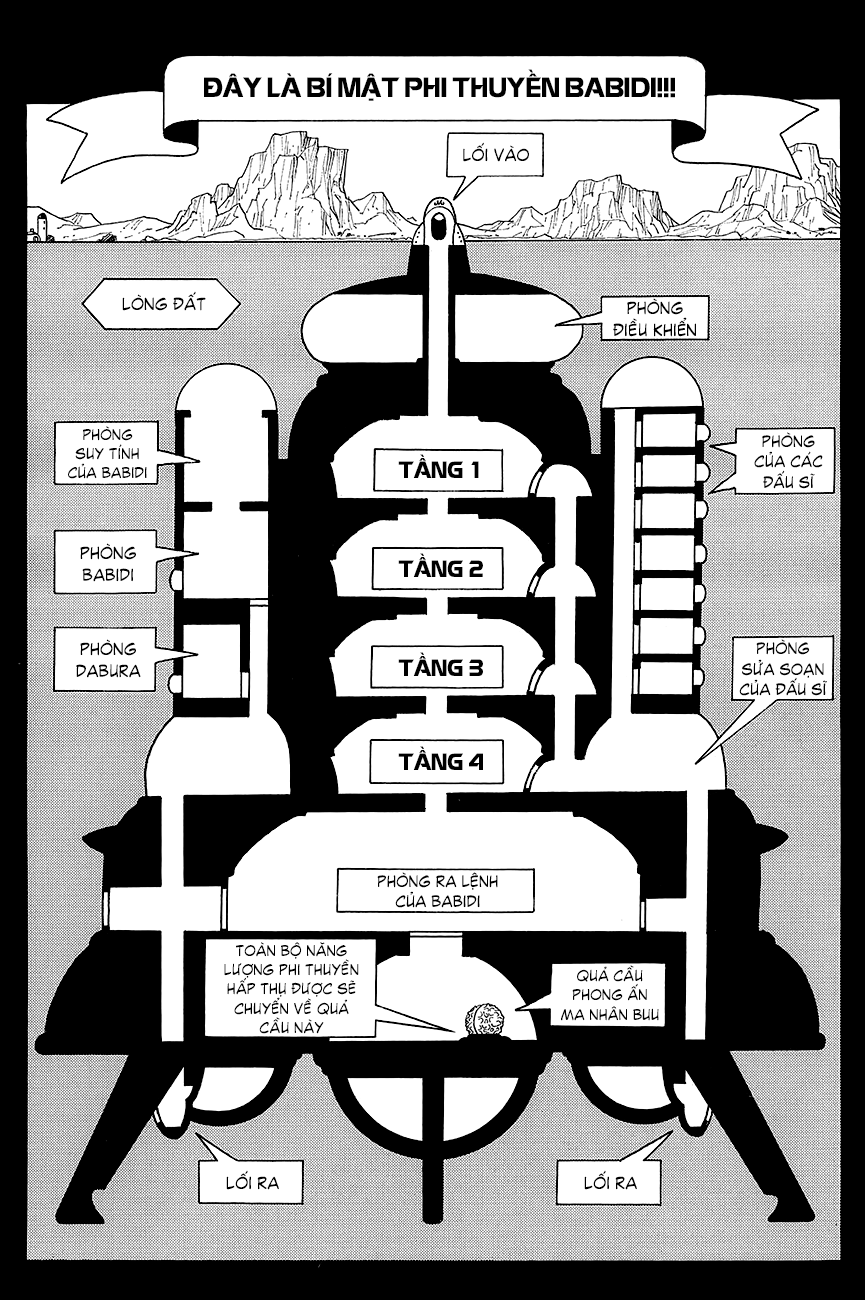 ĐÂY LÀ BÍ MẬT PHI THUYỀN BABIDI!!!
LỐI VÀO
LÒNG ĐẤT
PHÒNG
ĐIỀU KHIỂN
PHÒNG
SUY TÍNH
CỦA BABIDI
TẦNG 1
PHÒNG
CỦA CÁC
ĐẤU SĨ
PHÒNG
BABIDI
TẦNG 2
PHÒNG
DABURA
TẦNG 3
PHÒNG
SỬA SOẠN
CỦA ĐẤU SĨ
TẦNG 4
PHÒNG RA LỆNH
CỦA BABIDI
TOÀN BỘ NĂNG
LƯỢNG PHI THUYỀN
HẤP THỤ ĐƯỢC SẼ
CHUYỂN VỀ QUẢ
CẦU NÀY
QUẢ CẦU
PHONG ẤN
MA NHÂN BUU
LỐI RA
LỐI RA